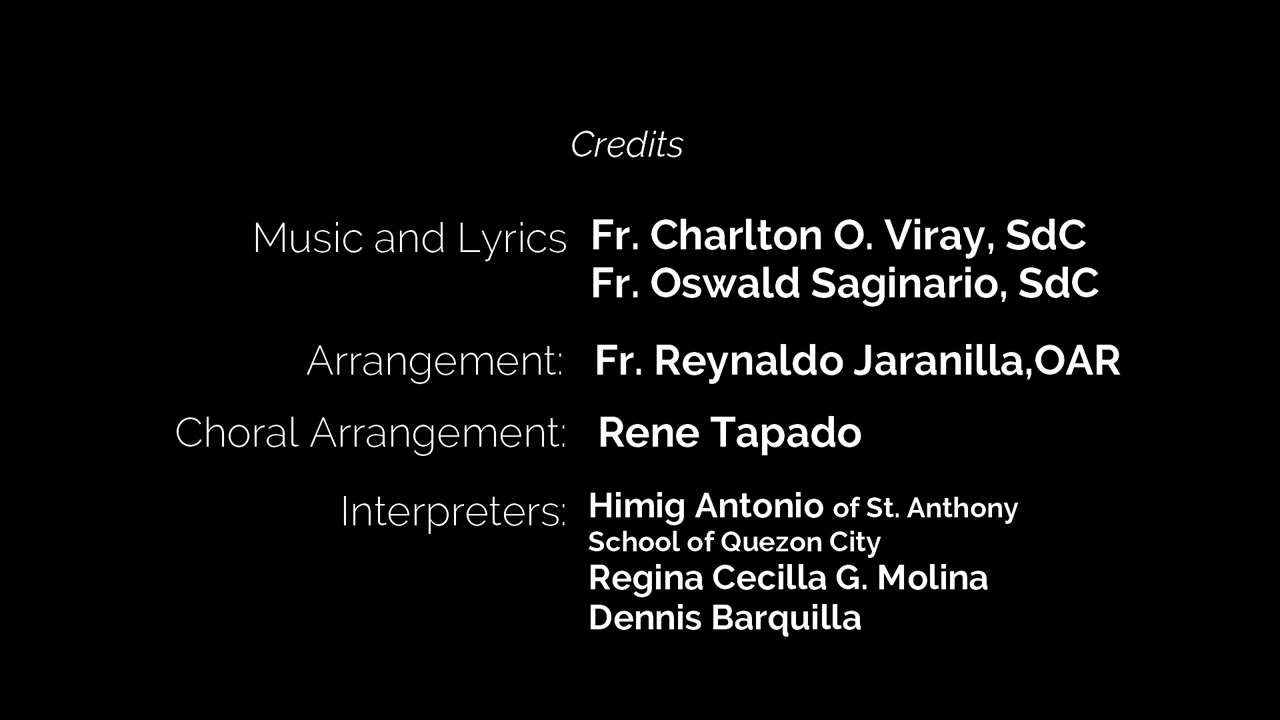 Credits
Music and Lyrics Fr. Charlton O. Viray, SdC
Fr. Oswald Saginario, SdC
Arrangement: Fr. Reynaldo Jaranilla,OAR
Choral Arrangement: Rene Tapado
Interpreters: Himig Antonio of St. Anthony
School of Quezon City
Regina Cecilla G. Molina
Dennis Barquilla